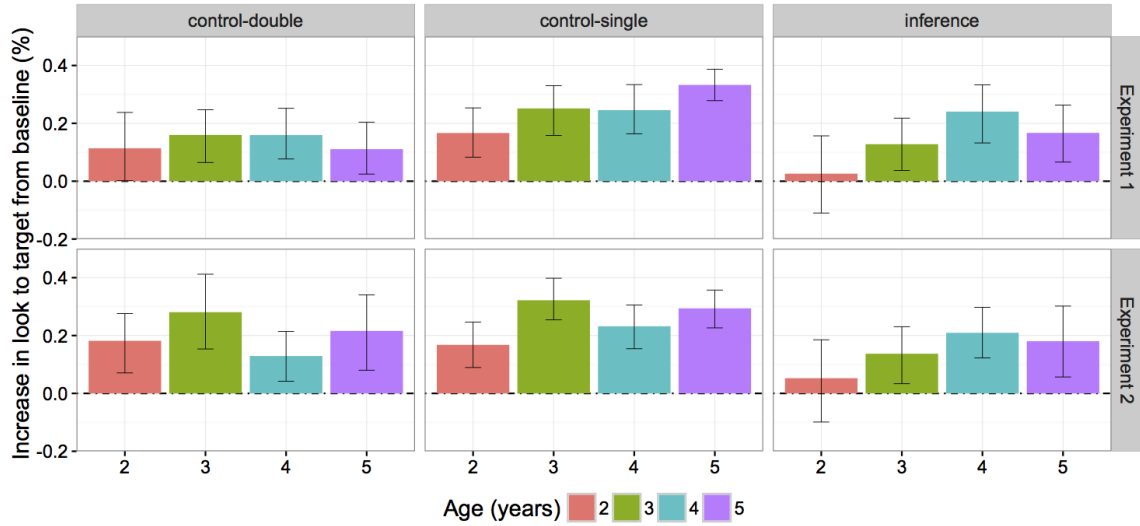 control-double control-single inference
Increase in look to target from baseline (%)
0.4
0.2
0.0
-0.2
Experiment 1
0.4
0.2
0.0
-0.2
Experiment 2
2 3 4 5 2 3 4 5 2 3 4 5
Age (years) 2 3 4 5